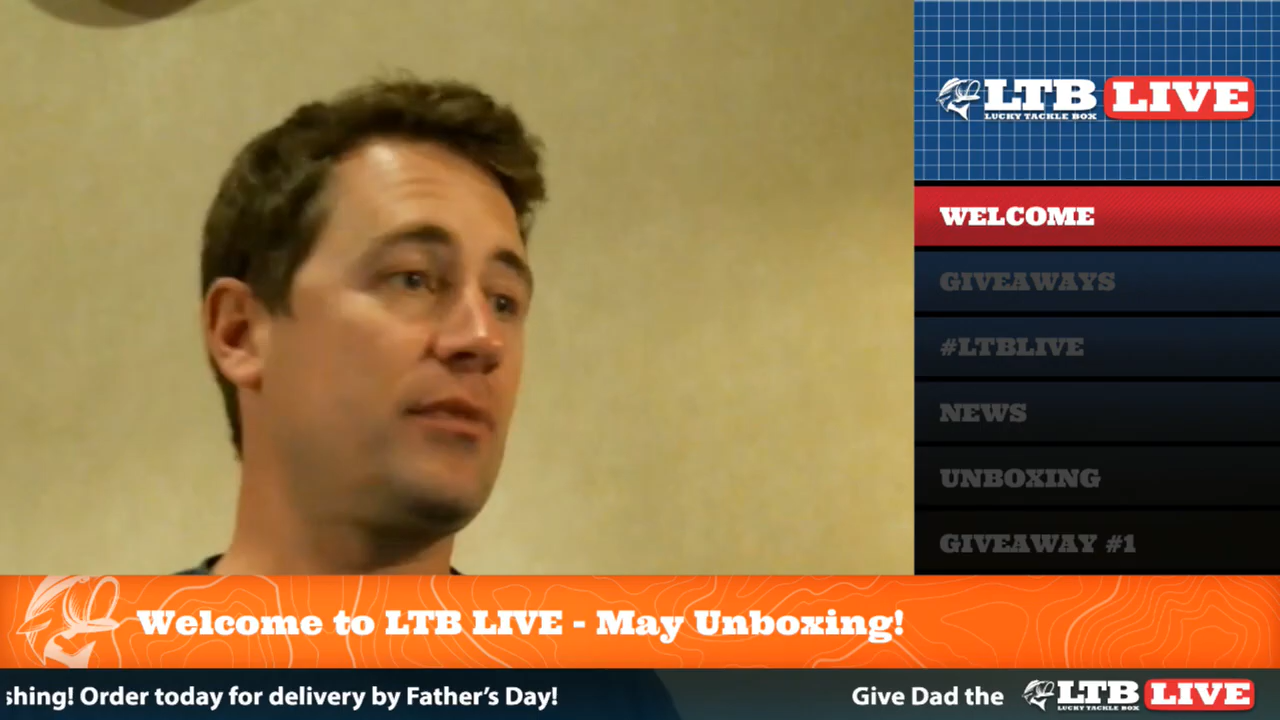 LTB LIVE
LUCKY TACKLE BOX
WELCOME
GIVEAWAYS
#LTBLIVE
NEWS
UNBOXING
GIVEAWAY #1
Welcome to LTB LIVE - May Unboxing!
shing! Order today for delivery by Father's Day!
Give Dad the
LTB LIVE
LUCKY TACKLE BOX